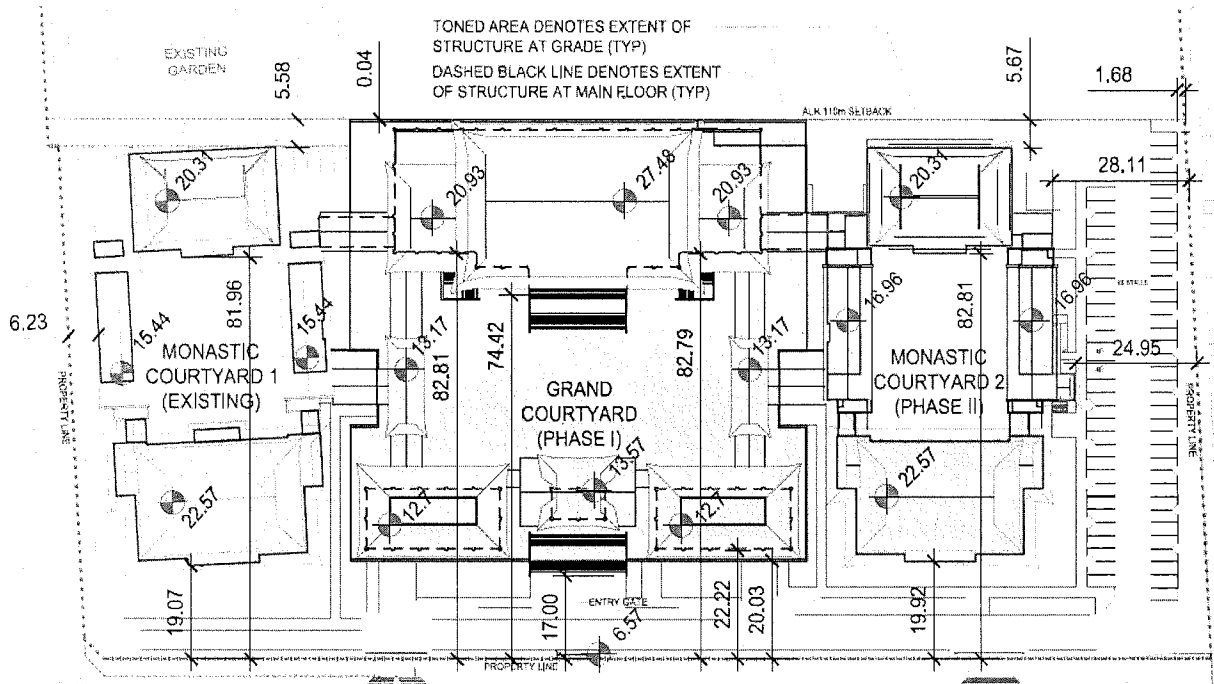 TONED AREA DENOTES EXTENT OF
STRUCTURE AT GRADE (TYP)
DASHED BLACK LINE DENOTES EXTENT
OF STRUCTURE AT MAIN FLOOR (TYP)
EXISTING
GARDEN
5.58
0.04
5.67
1.68
ALR 110m SETBACK
28.11
20.31
20.93
27.48
20.93
20.31
6.23
15.44
81.96
15.44
MONASTIC
COURTYARD 1
(EXISTING)
13.17
82.81
74.42
82.79
13.17
16.96
82.81
16.96
24.95
GRAND
COURTYARD
(PHASE I)
MONASTIC
COURTYARD 2
(PHASE II)
PROPERTY LINE
PROPERTY LINE
22.57
12.7
13.57
12.7
22.57
19.07
17.00
ENTRY GATE
6.57
22.22
20.03
19.92
PROPERTY LINE